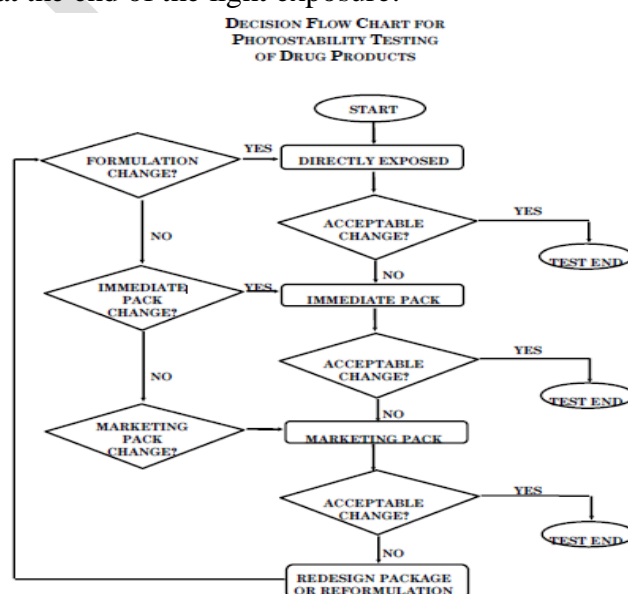 at the end of the light exposure.
DECISION FLOW CHART FOR
PHOTOSTABILITY TESTING
OF DRUG PRODUCTS
START
FORMULATION
CHANGE?
YES
DIRECTLY EXPOSED
NO
ACCEPTABLE
CHANGE?
YES
TEST END
NO
IMMEDIATE
PACK
CHANGE?
YES
IMMEDIATE PACK
NO
ACCEPTABLE
CHANGE?
YES
TEST END
NO
MARKETING
PACK
CHANGE?
MARKETING PACK
ACCEPTABLE
CHANGE?
YES
TEST END
NO
REDESIGN PACKAGE
OR REFORMULATION